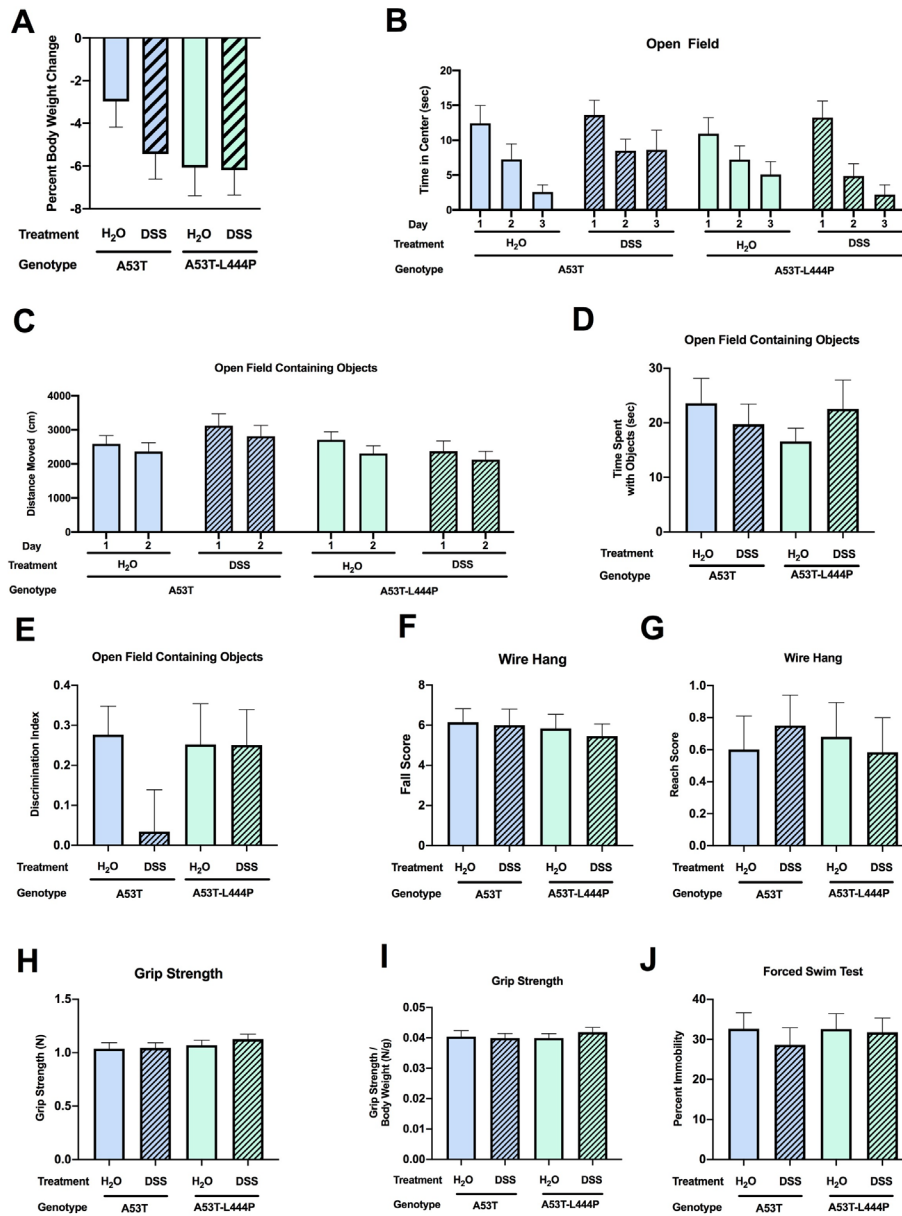 A
Percent Body Weight Change
0
-2
-4
-6
-8
Treatment H₂O DSS H₂O DSS
Genotype A53T A53T-L444P
B
Open Field
Time in Center (sec)
20
15
10
5
0
Day 1 2 3 1 2 3 1 2 3 1 2 3
Treatment H₂O DSS H₂O DSS
Genotype A53T A53T-L444P
C
Open Field Containing Objects
Distance Moved (cm)
4000
3000
2000
1000
0
Day 1 2 1 2 1 2 1 2
Treatment H₂O DSS H₂O DSS
Genotype A53T A53T-L444P
D
Open Field Containing Objects
Time Spent
with Objects (sec)
30
20
10
0
Treatment H₂O DSS H₂O DSS
Genotype A53T A53T-L444P
E
Open Field Containing Objects
Discrimination Index
0.4
0.3
0.2
0.1
0.0
Treatment H₂O DSS H₂O DSS
Genotype A53T A53T-L444P
F
Wire Hang
Fall Score
8
6
4
2
0
Treatment H₂O DSS H₂O DSS
Genotype A53T A53T-L444P
G
Wire Hang
Reach Score
1.0
0.8
0.6
0.4
0.2
0.0
Treatment H₂O DSS H₂O DSS
Genotype A53T A53T-L444P
H
Grip Strength
Grip Strength (N)
1.5
1.0
0.5
0.0
Treatment H₂O DSS H₂O DSS
Genotype A53T A53T-L444P
I
Grip Strength
Grip Strength /
Body Weight (N/g)
0.05
0.04
0.03
0.02
0.01
0.00
Treatment H₂O DSS H₂O DSS
Genotype A53T A53T-L444P
J
Forced Swim Test
Percent Immobility
40
30
20
10
0
Treatment H₂O DSS H₂O DSS
Genotype A53T A53T-L444P